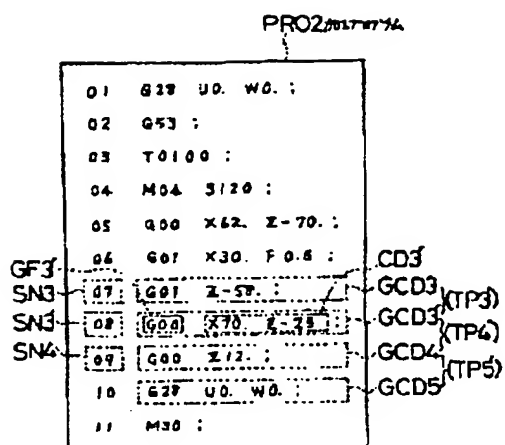 PRO2
01 G28 U0. W0. ;
02 G53 ;
03 T0100 ;
04 M04 S120 ;
05 G00 X62. Z-70. ;
06 G01 X30. F0.8 ;
GF3' CD3'
SN3 07 G01 Z-58. ; GCD3
(TP3)
SN3' 08 G00 X70. Z-25 GCD3'
(TP4)
SN4 09 G00 Z12. ; GCD4
(TP5)
10 G28 U0. W0. ; GCD5
11 M30 ;